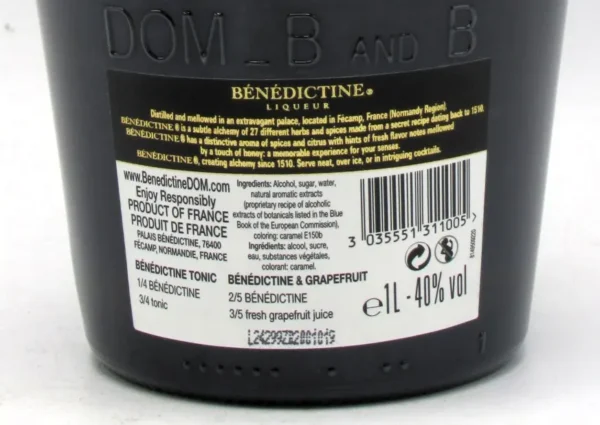 DOM_B AND B
BÉNÉDICTINE®
LIQUEUR
Distilled and mellowed in an extravagant palace, located in Fécamp, France (Normandy Region).
BÉNÉDICTINE® is a subtle alchemy of 27 different herbs and spices made from a secret recipe dating back to 1510.
BÉNÉDICTINE® has a distinctive aroma of spices and citrus with hints of fresh flavor notes mellowed
by a touch of honey: a memorable experience for your senses.
BÉNÉDICTINE®, creating alchemy since 1510. Serve neat, over ice, or in intriguing cocktails.
www.BenedictineDOM.com
Enjoy Responsibly
PRODUCT OF FRANCE
PRODUIT DE FRANCE
PALAIS BÉNÉDICTINE, 76400
FÉCAMP, NORMANDIE, FRANCE
Ingredients: Alcohol, sugar, water,
natural aromatic extracts
(proprietary recipe of alcoholic
extracts of botanicals listed in the Blue
Book of the European Commission),
coloring: caramel E150b
Ingrédients: alcool, sucre,
eau, substances végétales,
colorant: caramel.
3 035551 311005
BÉNÉDICTINE TONIC
1/4 BÉNÉDICTINE
3/4 tonic
BÉNÉDICTINE & GRAPEFRUIT
2/5 BÉNÉDICTINE
3/5 fresh grapefruit juice
e1L - 40% vol